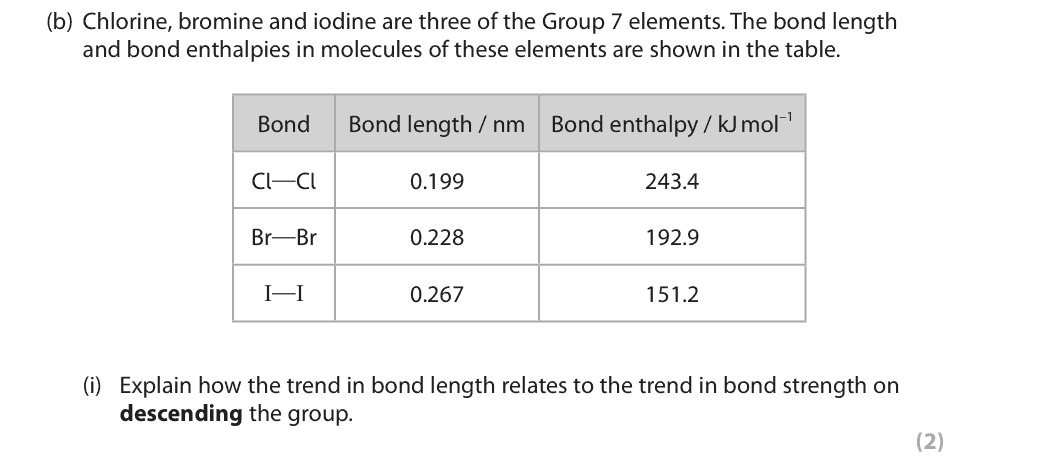 (b) Chlorine, bromine and iodine are three of the Group 7 elements. The bond length
and bond enthalpies in molecules of these elements are shown in the table.
Bond Bond length / nm Bond enthalpy / kJ mol⁻¹
Cl—Cl 0.199 243.4
Br—Br 0.228 192.9
I—I 0.267 151.2
(i) Explain how the trend in bond length relates to the trend in bond strength on
descending the group.
(2)